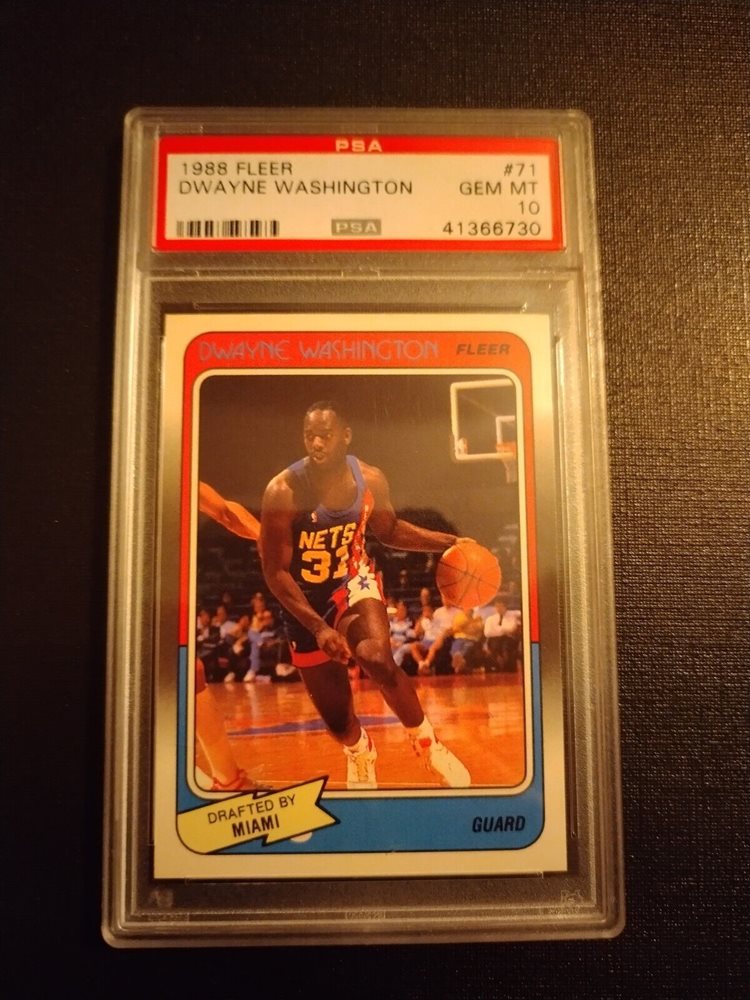 PSA
1988 FLEER #71
DWAYNE WASHINGTON GEM MT
10
PSA 41366730
DWAYNE WASHINGTON FLEER
NETS
31
DRAFTED BY
MIAMI
GUARD